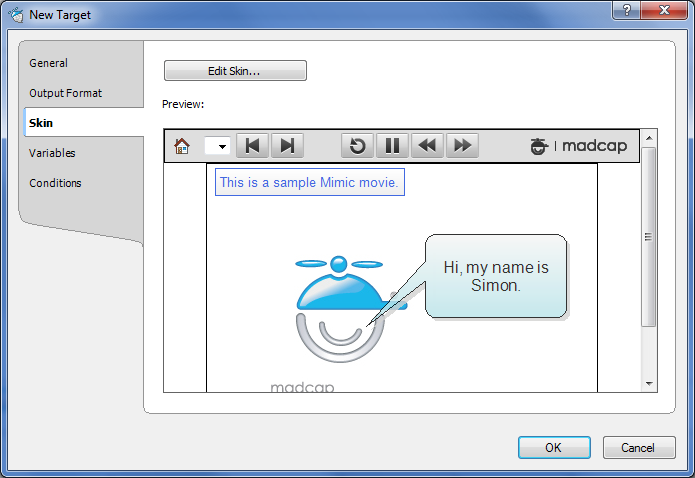 New Target
General
Output Format
Skin
Variables
Conditions
Edit Skin...
Preview:
madcap
This is a sample Mimic movie.
Hi, my name is
Simon.
madcap
OK
Cancel